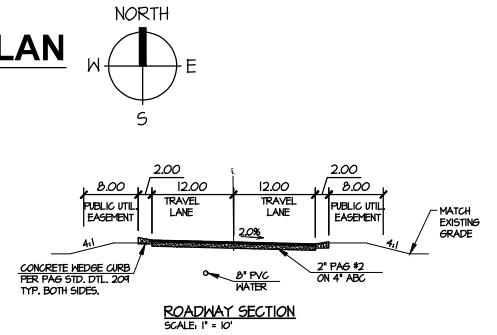 LAN
NORTH
W
E
S
2.00
2.00
8.00
12.00
12.00
8.00
PUBLIC UTIL.
EASEMENT
TRAVEL
LANE
TRAVEL
LANE
PUBLIC UTIL.
EASEMENT
MATCH
EXISTING
GRADE
4:1
2.0%
4:1
CONCRETE WEDGE CURB
PER PAG STD. DTL. 209
TYP. BOTH SIDES.
8" PVC
WATER
2" PAG #2
ON 4" ABC
ROADWAY SECTION
SCALE: 1" = 10'